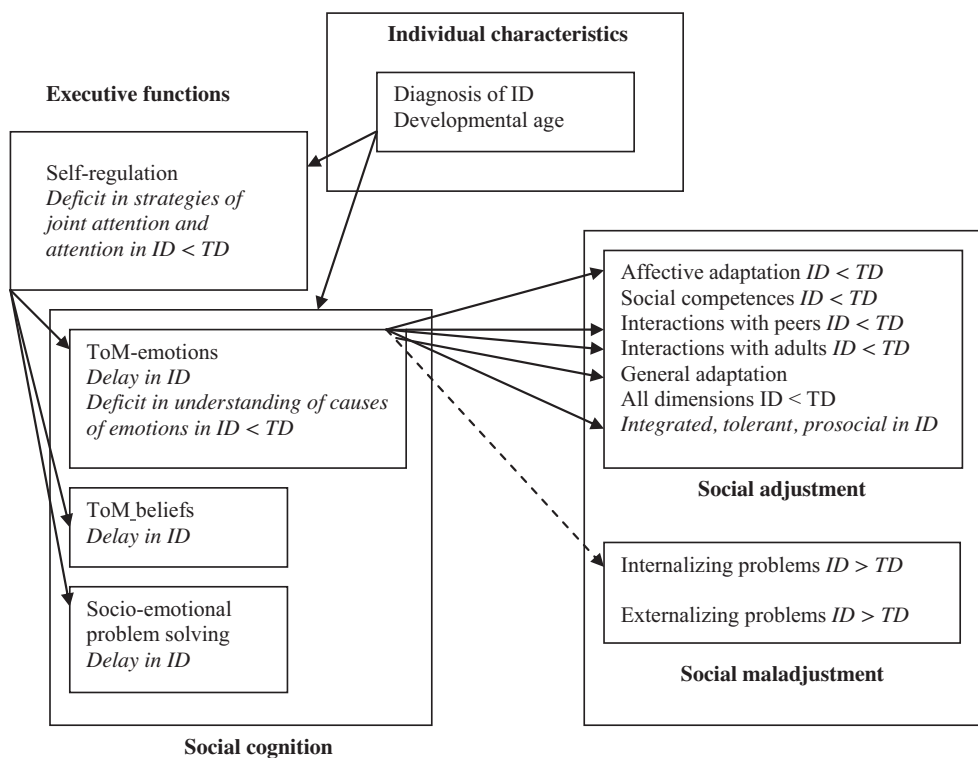 Individual characteristics
Diagnosis of ID
Developmental age
Executive functions
Self-regulation
Deficit in strategies of
joint attention and
attention in ID < TD
ToM-emotions
Delay in ID
Deficit in understanding of causes
of emotions in ID < TD
ToM_beliefs
Delay in ID
Socio-emotional
problem solving
Delay in ID
Social cognition
Affective adaptation ID < TD
Social competences ID < TD
Interactions with peers ID < TD
Interactions with adults ID < TD
General adaptation
All dimensions ID < TD
Integrated, tolerant, prosocial in ID
Social adjustment
Internalizing problems ID > TD
Externalizing problems ID > TD
Social maladjustment